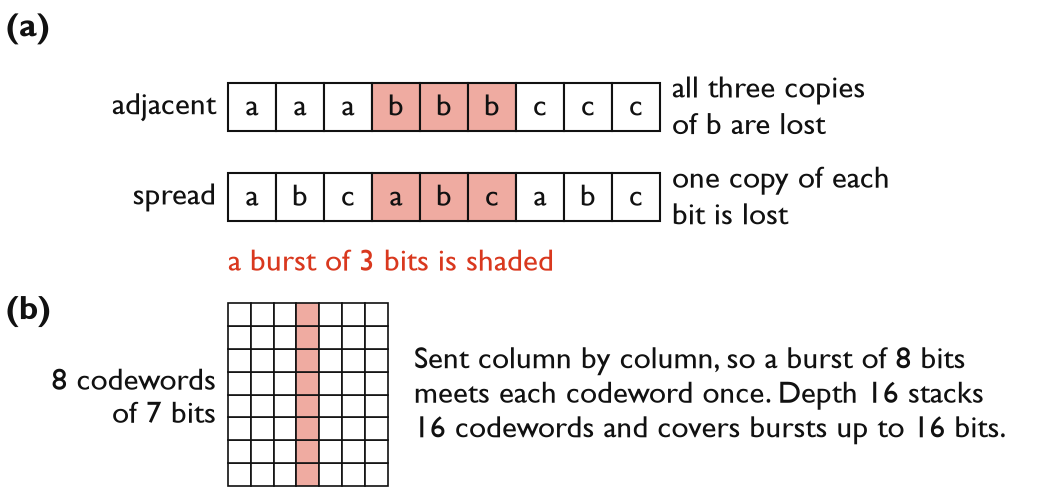 (a)
adjacent a a a b b b c c c all three copies
of b are lost
spread a b c a b c a b c one copy of each
bit is lost
a burst of 3 bits is shaded
(b)
8 codewords
of 7 bits
Sent column by column, so a burst of 8 bits
meets each codeword once. Depth 16 stacks
16 codewords and covers bursts up to 16 bits.